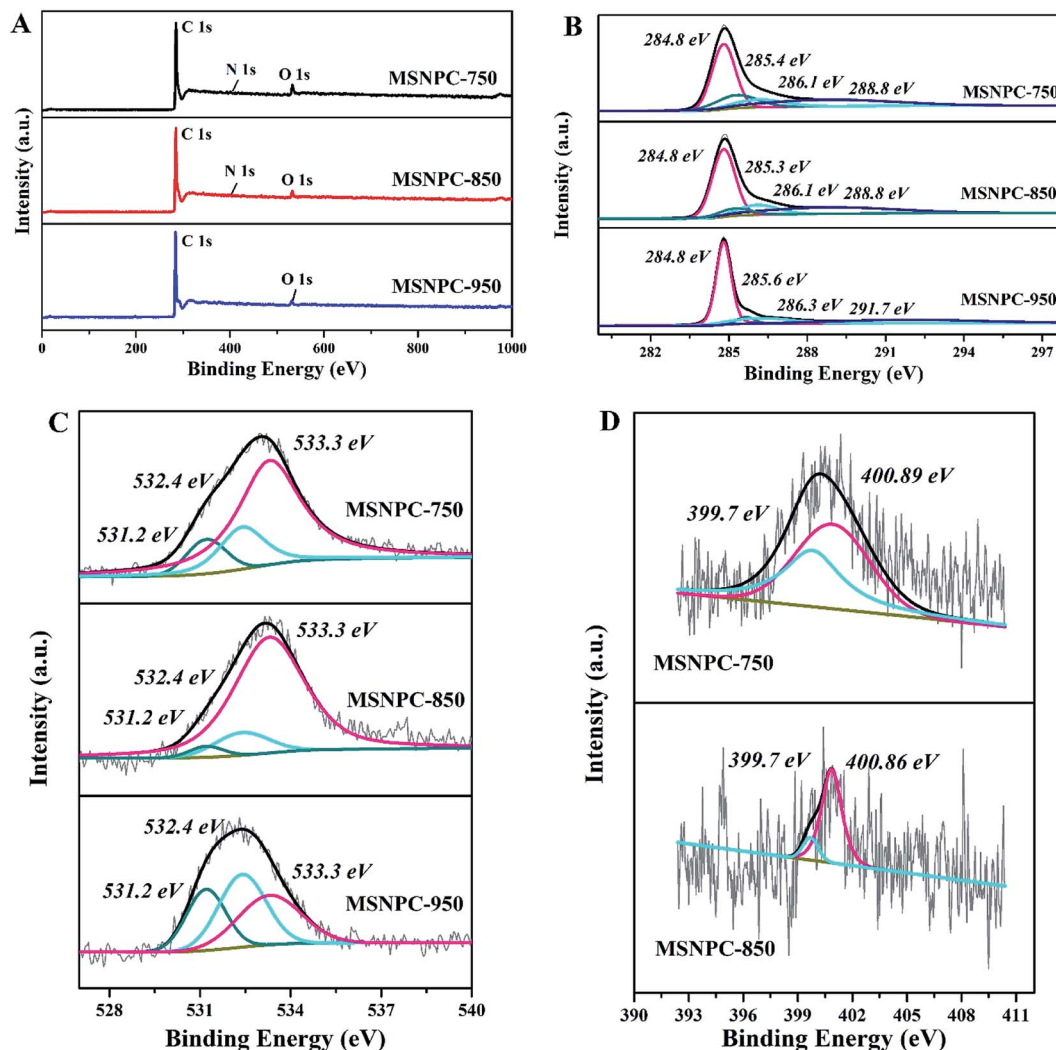 A
C 1s
N 1s
O 1s
MSNPC-750
C 1s
N 1s
O 1s
MSNPC-850
C 1s
O 1s
MSNPC-950
0 200 400 600 800 1000
Binding Energy (eV)
Intensity (a.u.)
B
284.8 eV
285.4 eV
286.1 eV
288.8 eV
MSNPC-750
284.8 eV
285.3 eV
286.1 eV
288.8 eV
MSNPC-850
284.8 eV
285.6 eV
286.3 eV
291.7 eV
MSNPC-950
282 285 288 291 294 297
Binding Energy (eV)
Intensity (a.u.)
C
533.3 eV
532.4 eV
531.2 eV
MSNPC-750
533.3 eV
532.4 eV
531.2 eV
MSNPC-850
532.4 eV
533.3 eV
531.2 eV
MSNPC-950
528 531 534 537 540
Binding Energy (eV)
Intensity (a.u.)
D
400.89 eV
399.7 eV
MSNPC-750
399.7 eV
400.86 eV
MSNPC-850
390 393 396 399 402 405 408 411
Binding Energy (eV)
Intensity (a.u.)